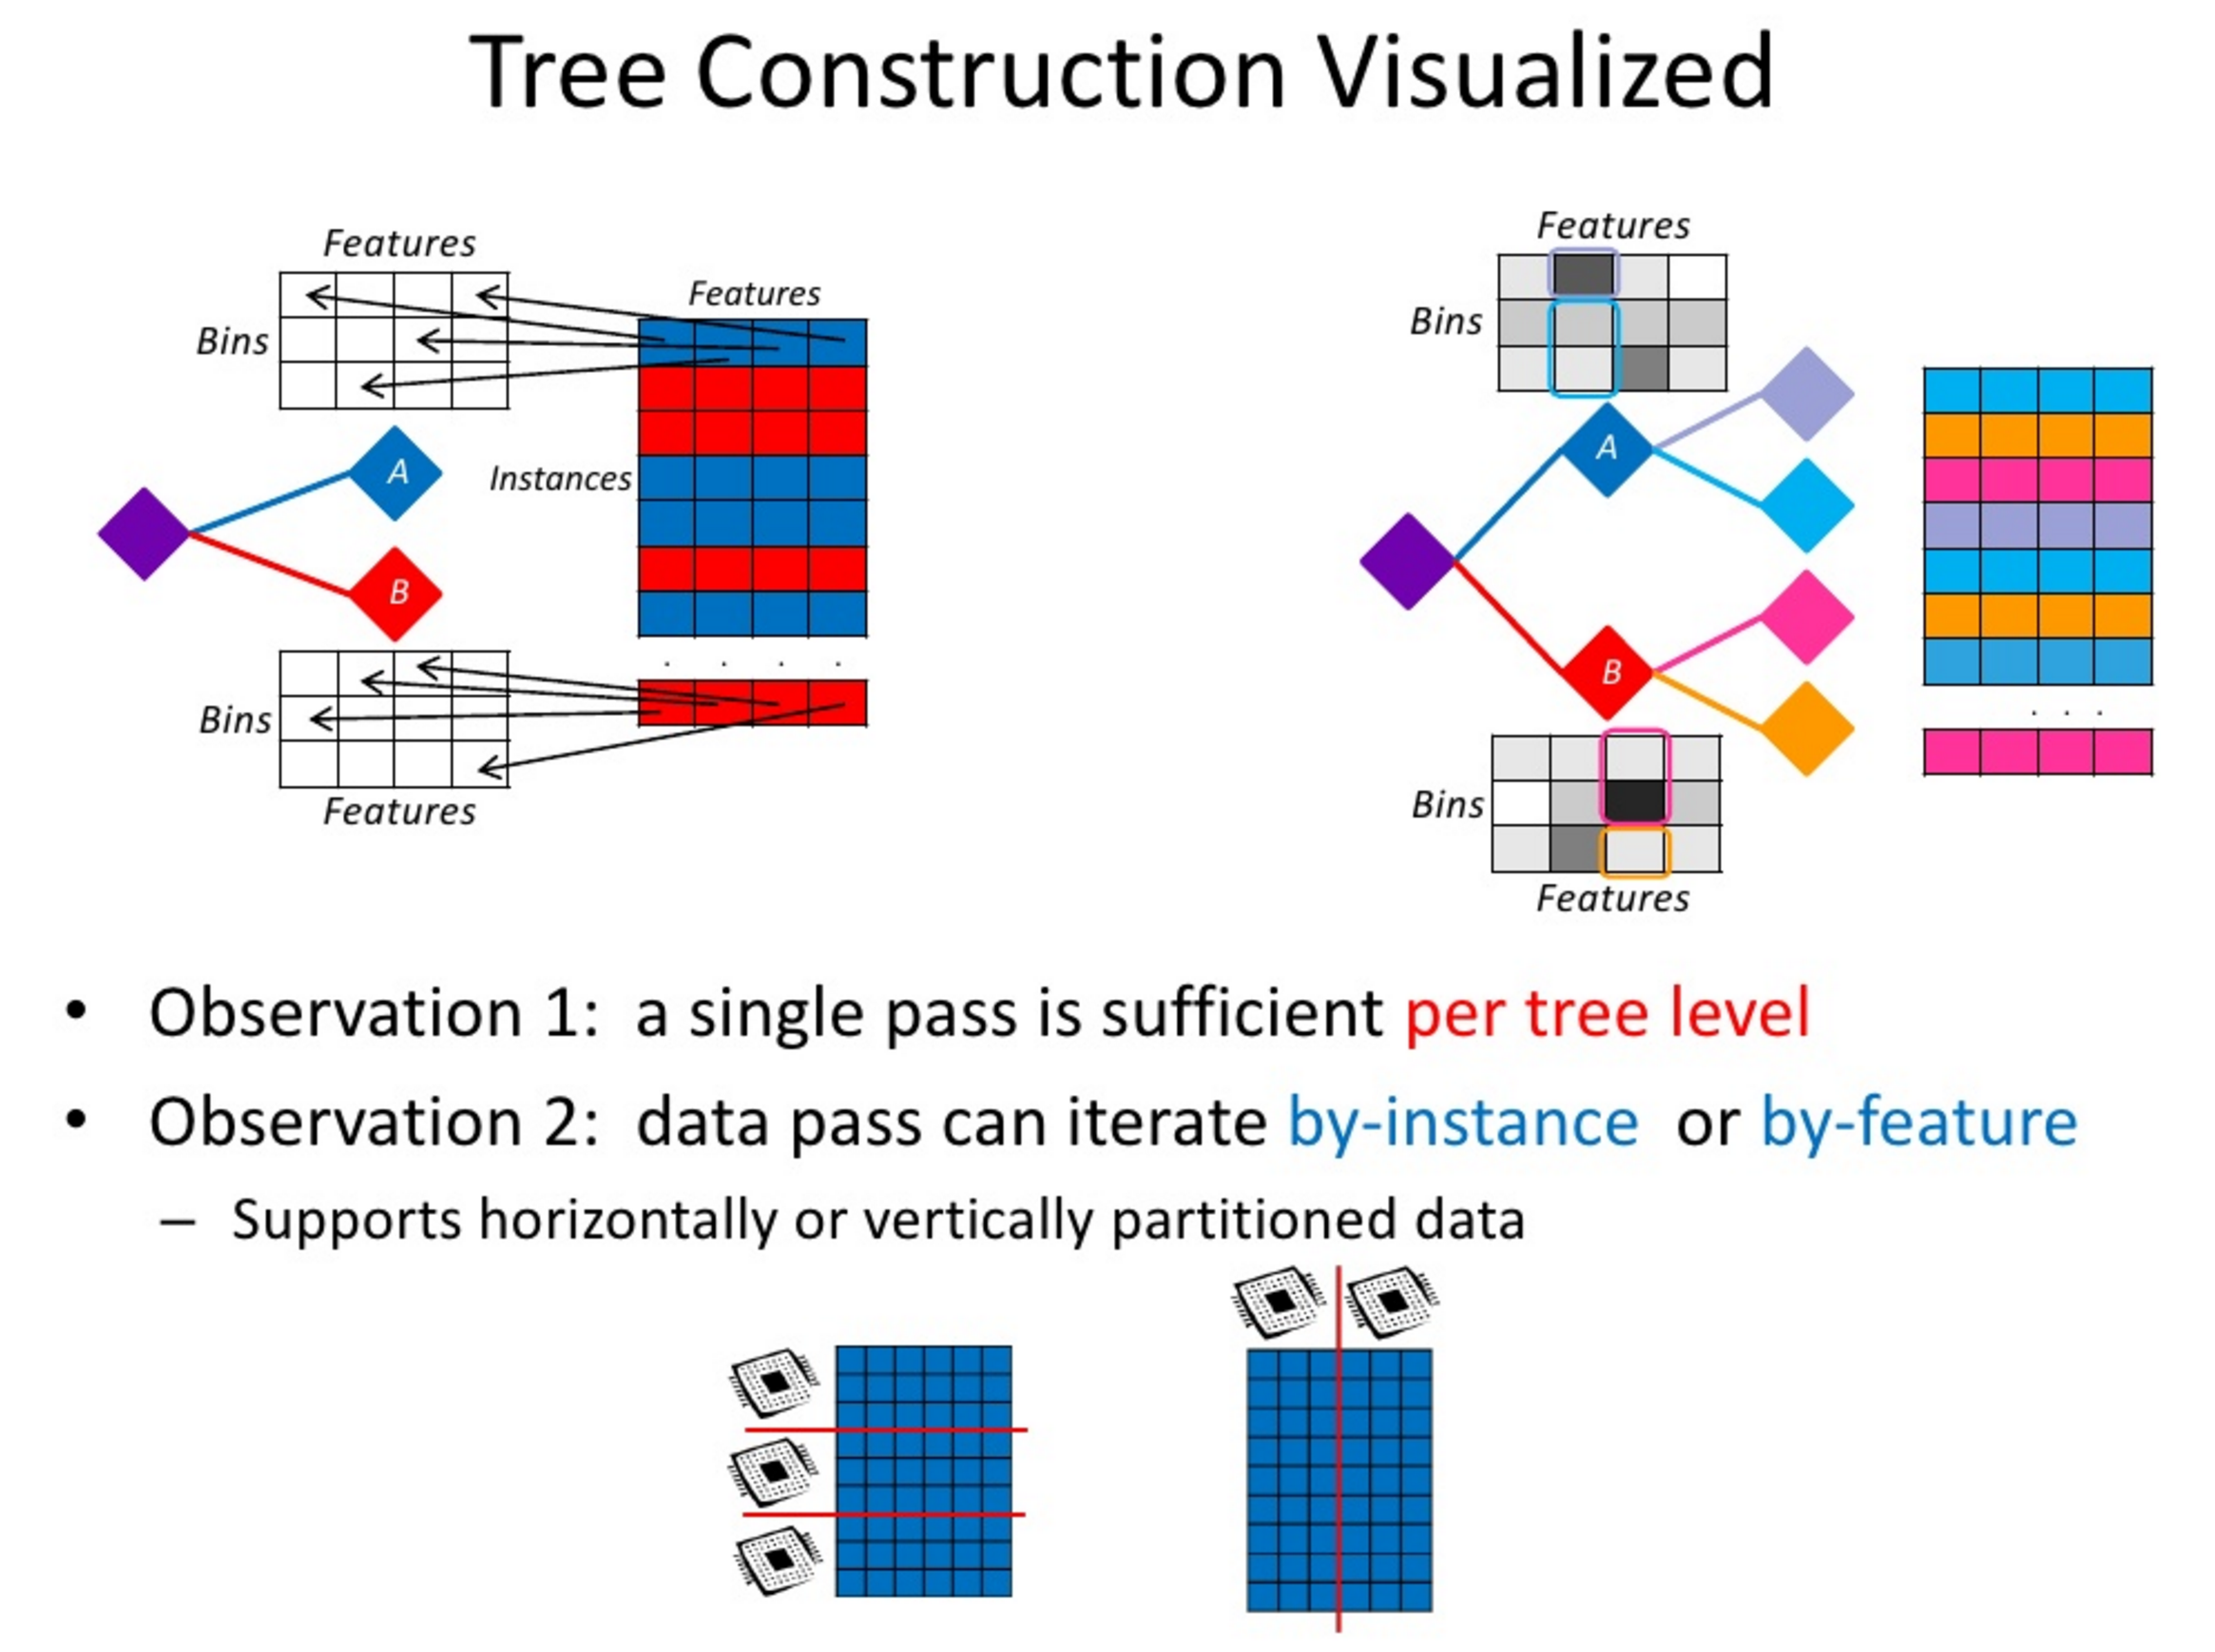 Tree Construction Visualized
Features
Bins
Features
Instances
A
B
Bins
Features
Features
Bins
A
B
Bins
Features
• Observation 1: a single pass is sufficient per tree level
• Observation 2: data pass can iterate by-instance or by-feature
– Supports horizontally or vertically partitioned data